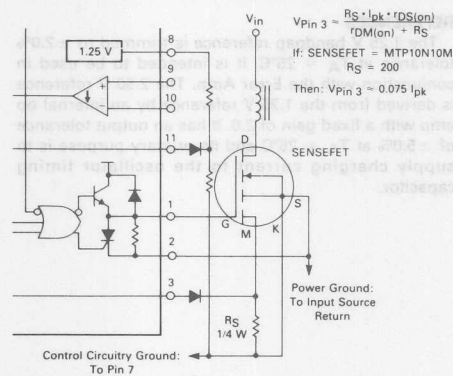 8
1.25 V
9
10
11
1
2
3
Vin
VPin 3 ≈ RS • Ipk • rDS(on)
rDM(on) + RS
If: SENSEFET = MTP10N10M
RS = 200
Then: VPin 3 ≈ 0.075 Ipk
D
SENSEFET
S
G
M
K
Power Ground:
To Input Source
Return
RS
1/4 W
Control Circuitry Ground:
To Pin 7